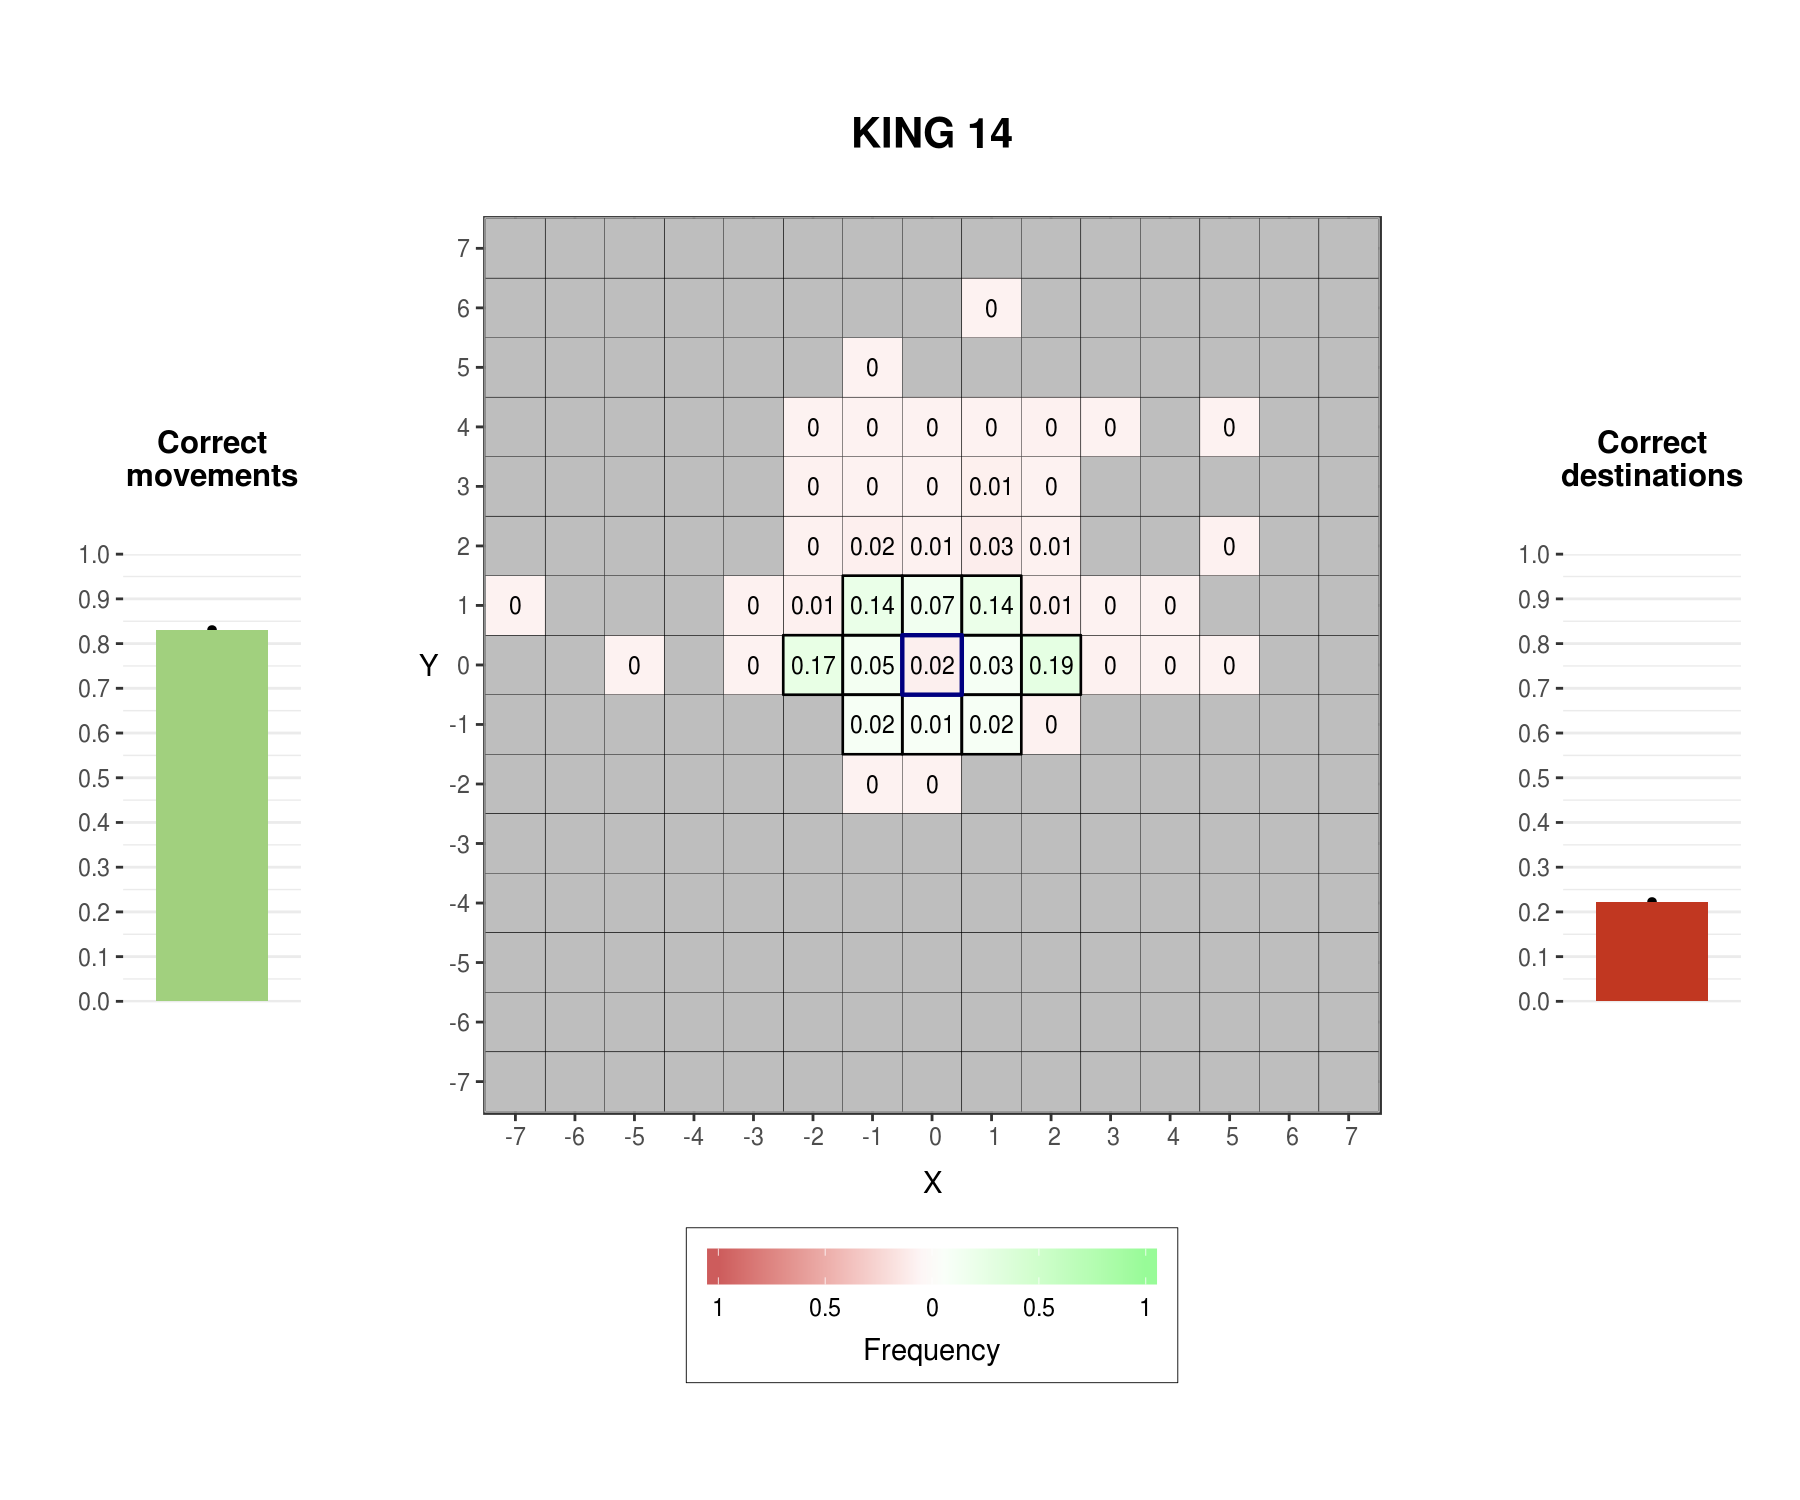 KING 14
Correct
movements
1.0
0.9
0.8
0.7
0.6
0.5
0.4
0.3
0.2
0.1
0.0
Y
7
6 0
5 0
4 0 0 0 0 0 0 0
3 0 0 0 0.01 0
2 0 0.02 0.01 0.03 0.01 0
1 0 0 0.01 0.14 0.07 0.14 0.01 0 0
0 0 0 0.17 0.05 0.02 0.03 0.19 0 0 0
-1 0.02 0.01 0.02 0
-2 0 0
-3
-4
-5
-6
-7
-7 -6 -5 -4 -3 -2 -1 0 1 2 3 4 5 6 7
X
1 0.5 0 0.5 1
Frequency
Correct
destinations
1.0
0.9
0.8
0.7
0.6
0.5
0.4
0.3
0.2
0.1
0.0